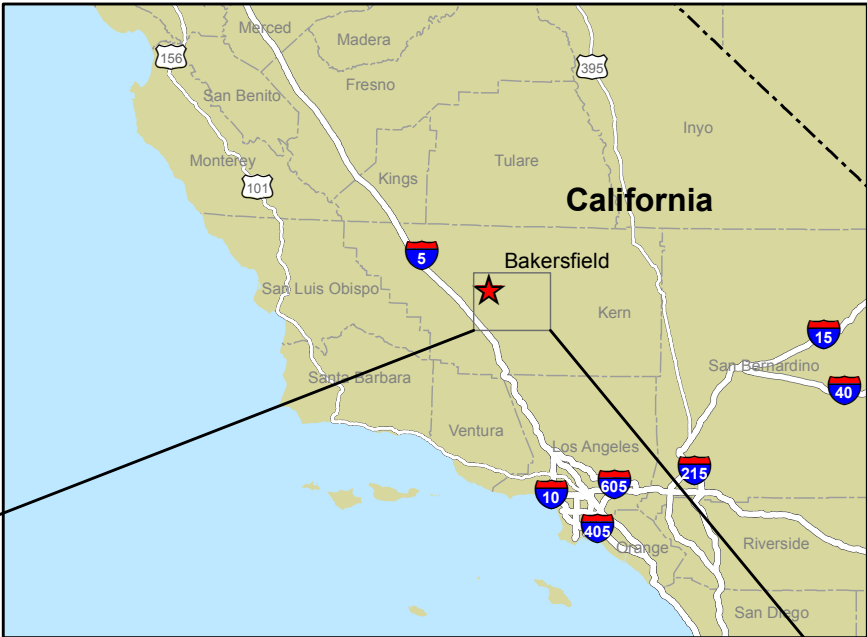 Merced
156
Madera
395
Fresno
San Benito
Inyo
Monterey
Tulare
101
Kings
California
5
Bakersfield
San Luis Obispo
Kern
15
San Bernardino
40
Santa Barbara
Ventura
Los Angeles
215
605
10
405
Orange
Riverside
San Diego